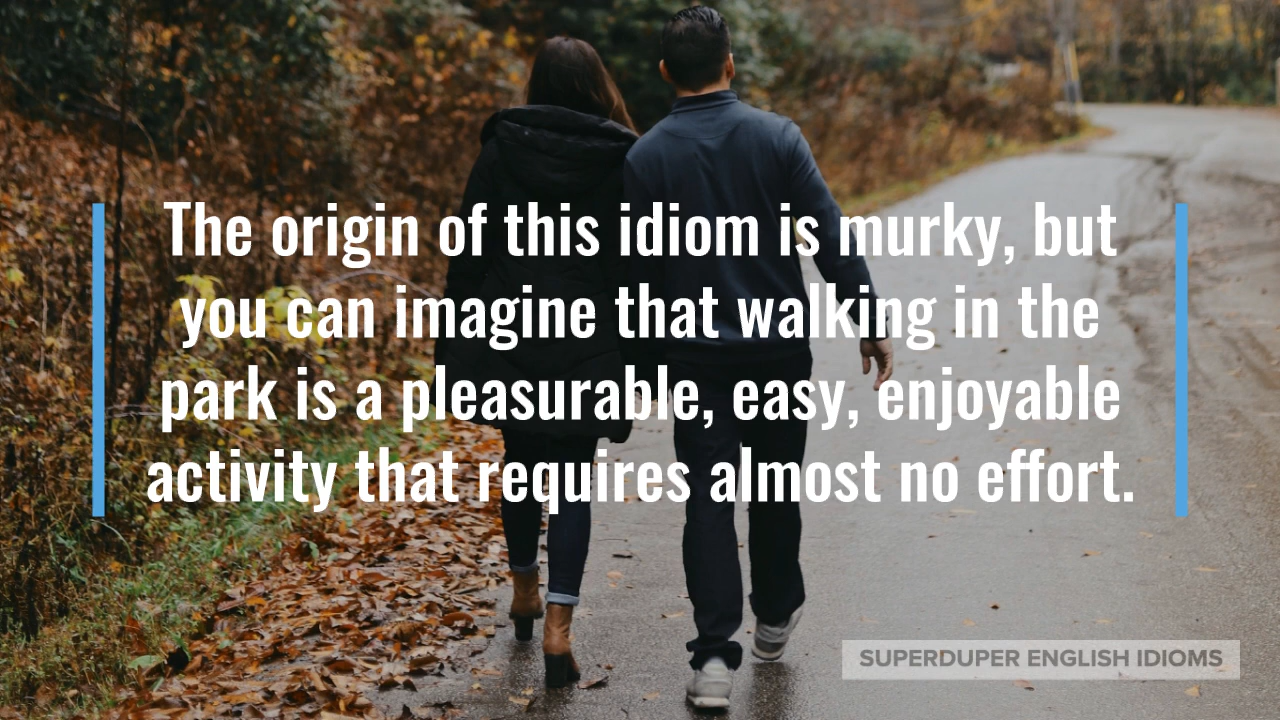 The origin of this idiom is murky, but
you can imagine that walking in the
park is a pleasurable, easy, enjoyable
activity that requires almost no effort.
SUPERDUPER ENGLISH IDIOMS